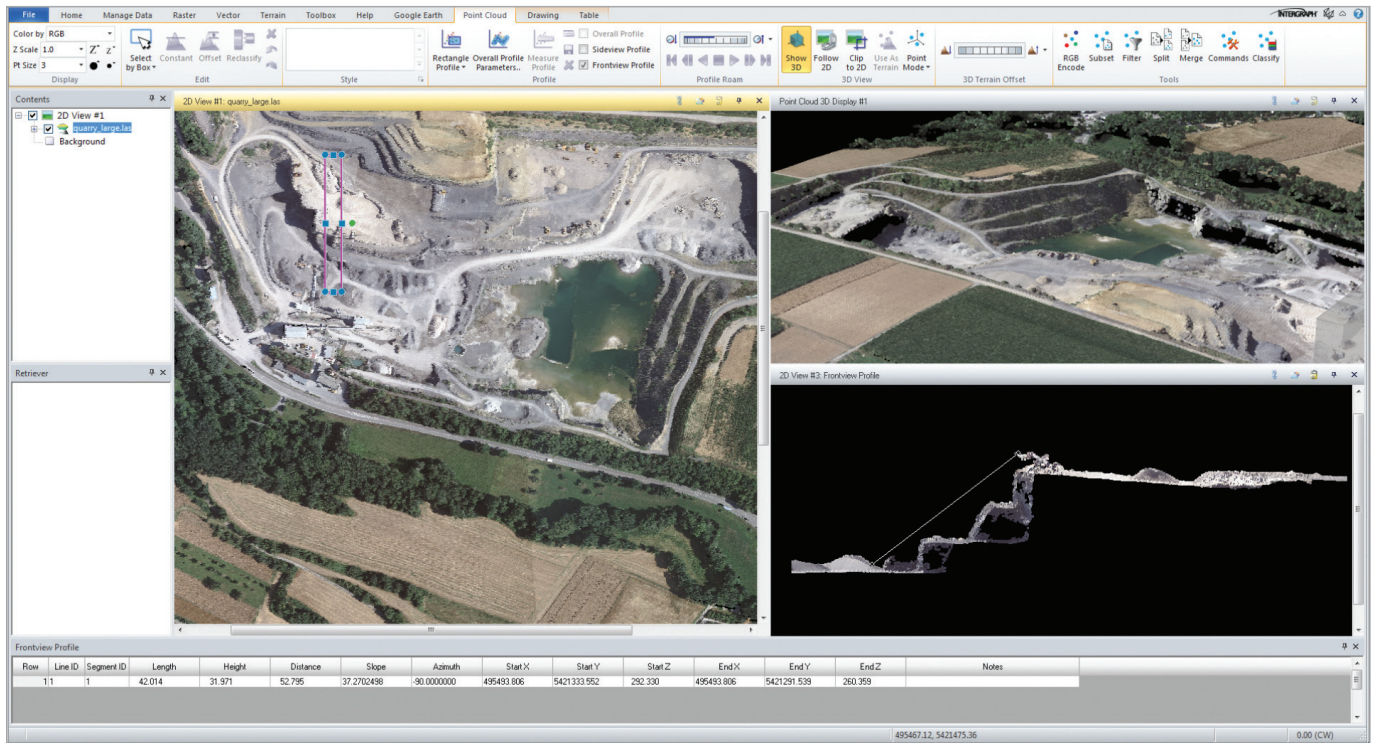 File Home Manage Data Raster Vector Terrain Toolbox Help Google Earth Point Cloud Drawing Table INTERGRAPH
Color by RGB
Z Scale 1.0
Pt Size 3
Display
Select by Box
Constant
Offset
Reclassify
Edit
Style
Rectangle Profile
Overall Profile Parameters..
Measure Profile
Overall Profile
Sideview Profile
Frontview Profile
Profile
Profile Roam
Show 3D
Follow 2D
Clip to 2D
Use As Terrain
Point Mode
3D View
3D Terrain Offset
RGB Encode
Subset
Filter
Split
Merge
Commands
Classify
Tools
Contents
2D View #1
quarry_large.las
Background
Retriever
2D View #1: quarry_large.las
Point Cloud 3D Display #1
2D View #3: Frontview Profile
Frontview Profile
Row Line ID Segment ID Length Height Distance Slope Azimuth Start X Start Y Start Z End X End Y End Z Notes
1 1 1 42.014 31.971 52.795 37.2702498 -90.0000000 495493.806 5421333.552 292.330 495493.806 5421291.539 260.359
495467.12, 5421475.36 0.00 (CW)